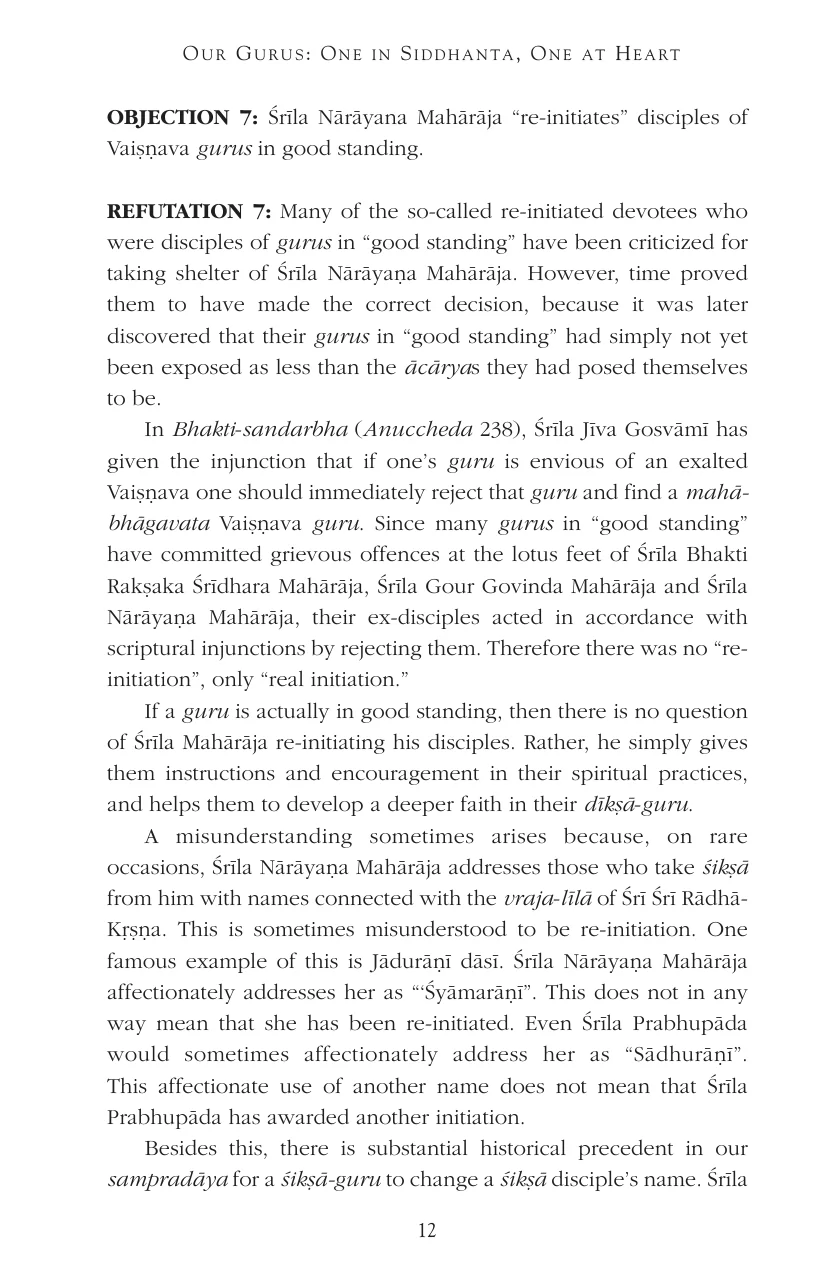 OUR GURUS: ONE IN SIDDHANTA, ONE AT HEART
OBJECTION 7: Śrīla Nārāyana Mahārāja “re-initiates” disciples of
Vaiṣṇava gurus in good standing.
REFUTATION 7: Many of the so-called re-initiated devotees who
were disciples of gurus in “good standing” have been criticized for
taking shelter of Śrīla Nārāyaṇa Mahārāja. However, time proved
them to have made the correct decision, because it was later
discovered that their gurus in “good standing” had simply not yet
been exposed as less than the ācāryas they had posed themselves
to be.
In Bhakti-sandarbha (Anuccheda 238), Śrīla Jīva Gosvāmī has
given the injunction that if one’s guru is envious of an exalted
Vaiṣṇava one should immediately reject that guru and find a mahā-
bhāgavata Vaiṣṇava guru. Since many gurus in “good standing”
have committed grievous offences at the lotus feet of Śrīla Bhakti
Rakṣaka Śrīdhara Mahārāja, Śrīla Gour Govinda Mahārāja and Śrīla
Nārāyaṇa Mahārāja, their ex-disciples acted in accordance with
scriptural injunctions by rejecting them. Therefore there was no “re-
initiation”, only “real initiation.”
If a guru is actually in good standing, then there is no question
of Śrīla Mahārāja re-initiating his disciples. Rather, he simply gives
them instructions and encouragement in their spiritual practices,
and helps them to develop a deeper faith in their dīkṣā-guru.
A misunderstanding sometimes arises because, on rare
occasions, Śrīla Nārāyaṇa Mahārāja addresses those who take śikṣā
from him with names connected with the vraja-līlā of Śrī Śrī Rādhā-
Kṛṣṇa. This is sometimes misunderstood to be re-initiation. One
famous example of this is Jādurāṇī dāsī. Śrīla Nārāyaṇa Mahārāja
affectionately addresses her as “‘Śyāmarāṇī”. This does not in any
way mean that she has been re-initiated. Even Śrīla Prabhupāda
would sometimes affectionately address her as “Sādhurāṇī”.
This affectionate use of another name does not mean that Śrīla
Prabhupāda has awarded another initiation.
Besides this, there is substantial historical precedent in our
sampradāya for a śikṣā-guru to change a śikṣā disciple’s name. Śrīla
12